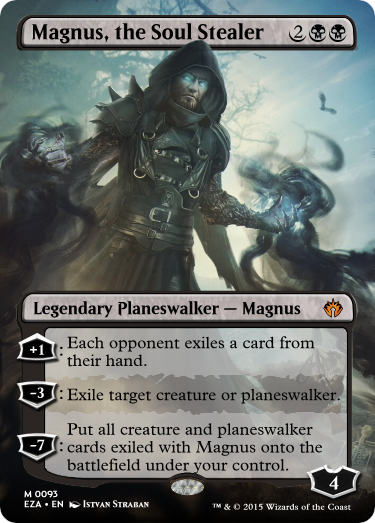 Magnus, the Soul Stealer 2
Legendary Planeswalker — Magnus
+1: Each opponent exiles a card from
their hand.
-3: Exile target creature or planeswalker.
-7: Put all creature and planeswalker
cards exiled with Magnus onto the
battlefield under your control.
4
M 0093
EZA • EN Istvan Straban
™ & © 2015 Wizards of the Coast